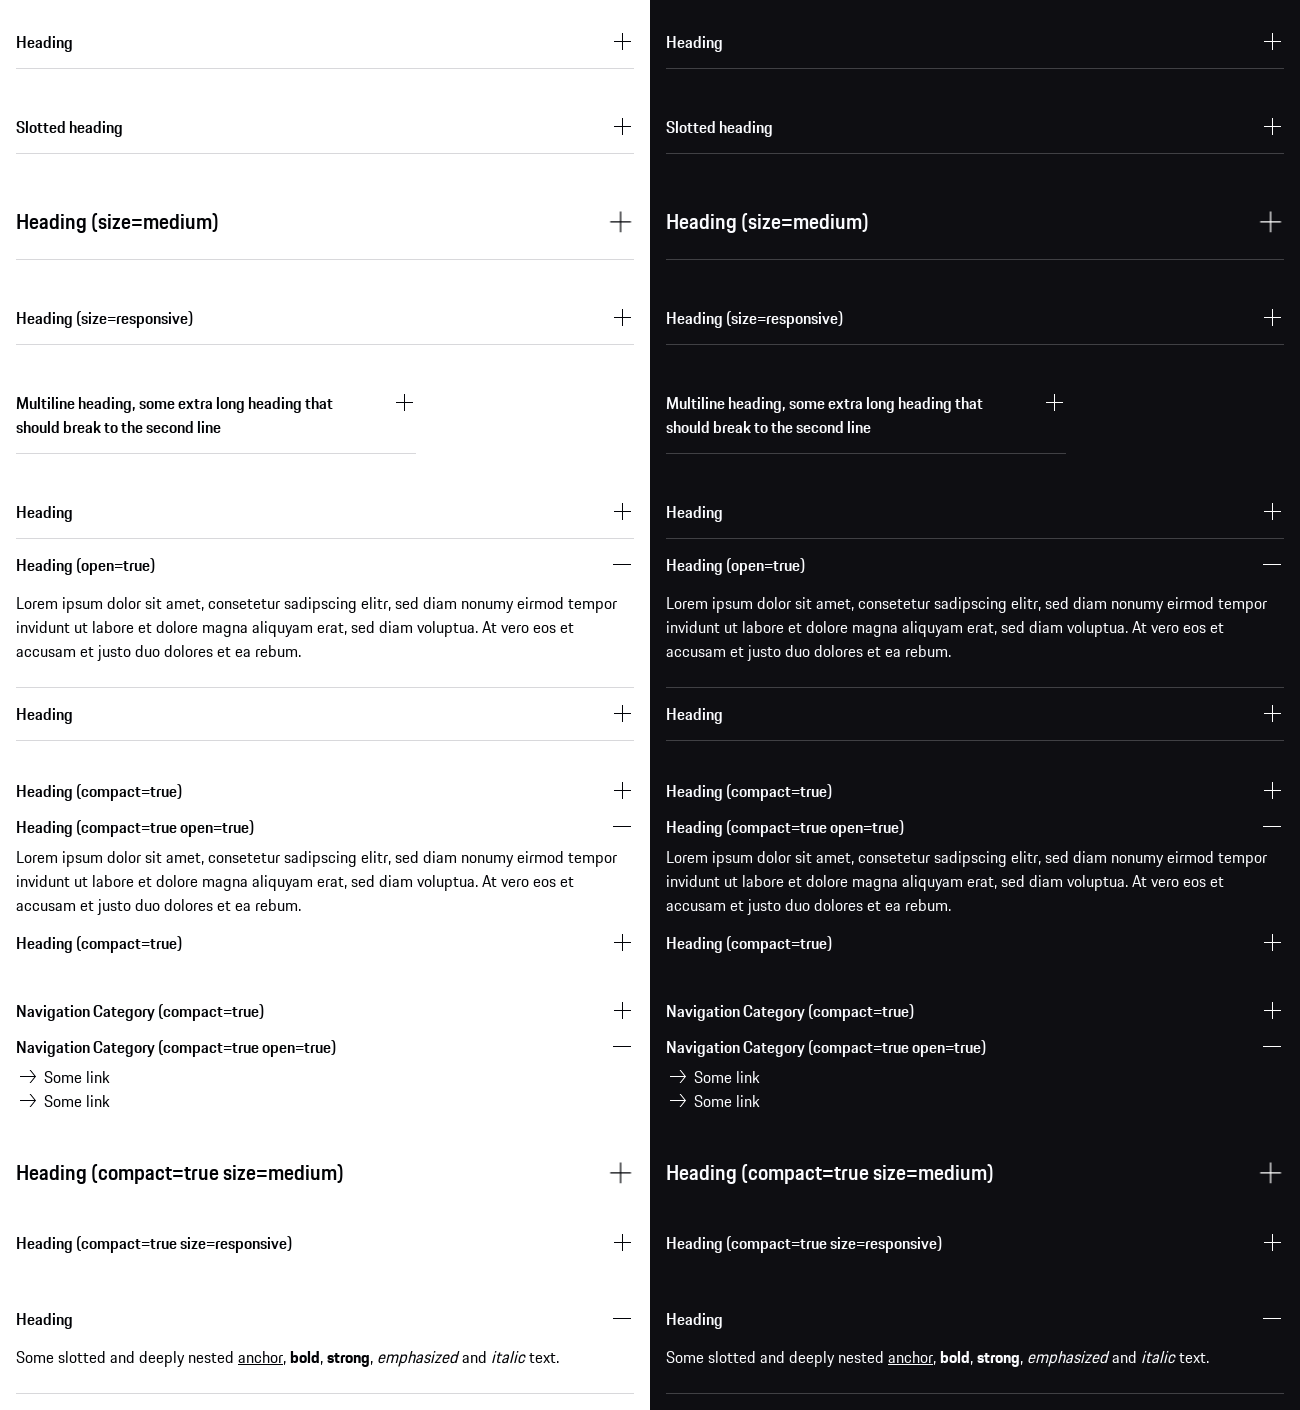 Heading
Slotted heading
Heading (size=medium)
Heading (size=responsive)
Multiline heading, some extra long heading that
should break to the second line
Heading
Heading (open=true)
Lorem ipsum dolor sit amet, consetetur sadipscing elitr, sed diam nonumy eirmod tempor
invidunt ut labore et dolore magna aliquyam erat, sed diam voluptua. At vero eos et
accusam et justo duo dolores et ea rebum.
Heading
Heading (compact=true)
Heading (compact=true open=true)
Lorem ipsum dolor sit amet, consetetur sadipscing elitr, sed diam nonumy eirmod tempor
invidunt ut labore et dolore magna aliquyam erat, sed diam voluptua. At vero eos et
accusam et justo duo dolores et ea rebum.
Heading (compact=true)
Navigation Category (compact=true)
Navigation Category (compact=true open=true)
Some link
Some link
Heading (compact=true size=medium)
Heading (compact=true size=responsive)
Heading
Some slotted and deeply nested anchor, bold, strong, emphasized and italic text.
Heading
Slotted heading
Heading (size=medium)
Heading (size=responsive)
Multiline heading, some extra long heading that
should break to the second line
Heading
Heading (open=true)
Lorem ipsum dolor sit amet, consetetur sadipscing elitr, sed diam nonumy eirmod tempor
invidunt ut labore et dolore magna aliquyam erat, sed diam voluptua. At vero eos et
accusam et justo duo dolores et ea rebum.
Heading
Heading (compact=true)
Heading (compact=true open=true)
Lorem ipsum dolor sit amet, consetetur sadipscing elitr, sed diam nonumy eirmod tempor
invidunt ut labore et dolore magna aliquyam erat, sed diam voluptua. At vero eos et
accusam et justo duo dolores et ea rebum.
Heading (compact=true)
Navigation Category (compact=true)
Navigation Category (compact=true open=true)
Some link
Some link
Heading (compact=true size=medium)
Heading (compact=true size=responsive)
Heading
Some slotted and deeply nested anchor, bold, strong, emphasized and italic text.